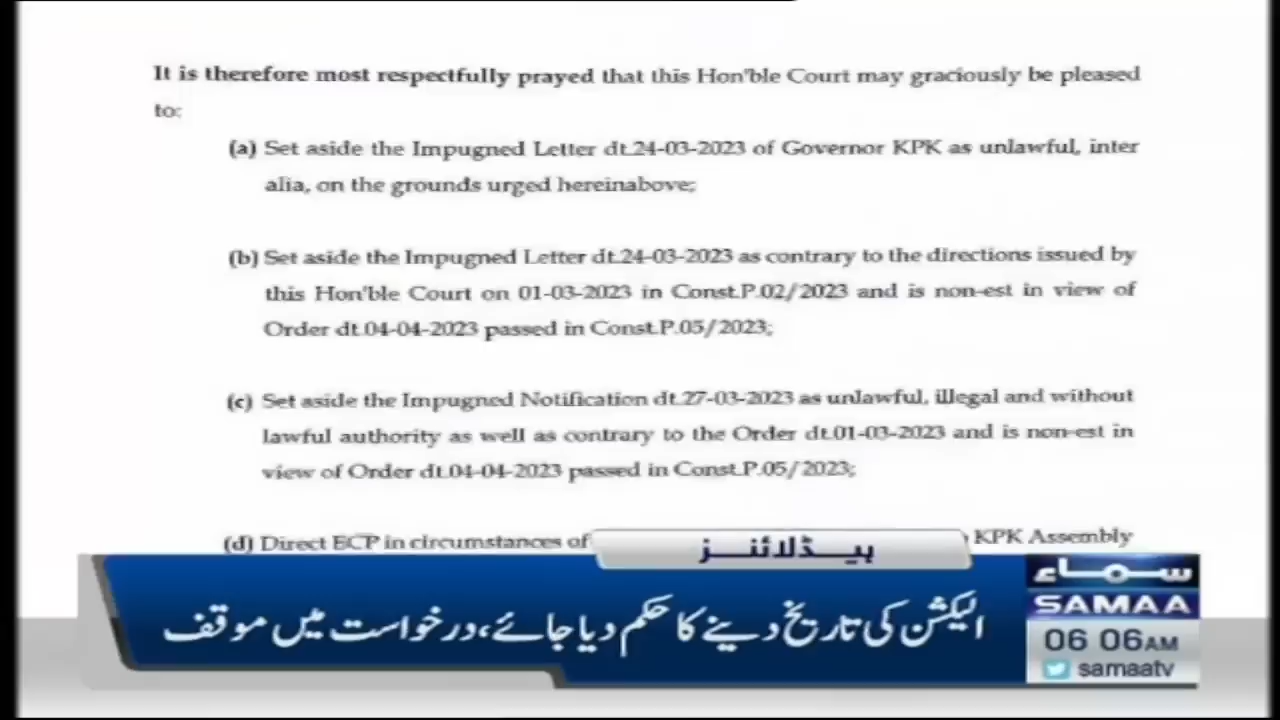 It is therefore most respectfully prayed that this Hon'ble Court may graciously be pleased
to:
(a) Set aside the Impugned Letter dt.24-03-2023 of Governor KPK as unlawful, inter
alia, on the grounds urged hereinabove;
(b) Set aside the Impugned Letter dt.24-03-2023 as contrary to the directions issued by
this Hon'ble Court on 01-03-2023 in Const.P.02/2023 and is non-est in view of
Order dt.04-04-2023 passed in Const.P.05/2023;
(c) Set aside the Impugned Notification dt.27-03-2023 as unlawful, illegal and without
lawful authority as well as contrary to the Order dt.01-03-2023 and is non-est in
view of Order dt.04-04-2023 passed in Const.P.05/2023;
(d) Direct ECP in circumstances of KPK Assembly
ہیڈلائنز
الیکشن کی تاریخ دینے کا حکم دیا جائے، درخواست میں موقف
سماء
SAMAA
06 06AM
samaatv